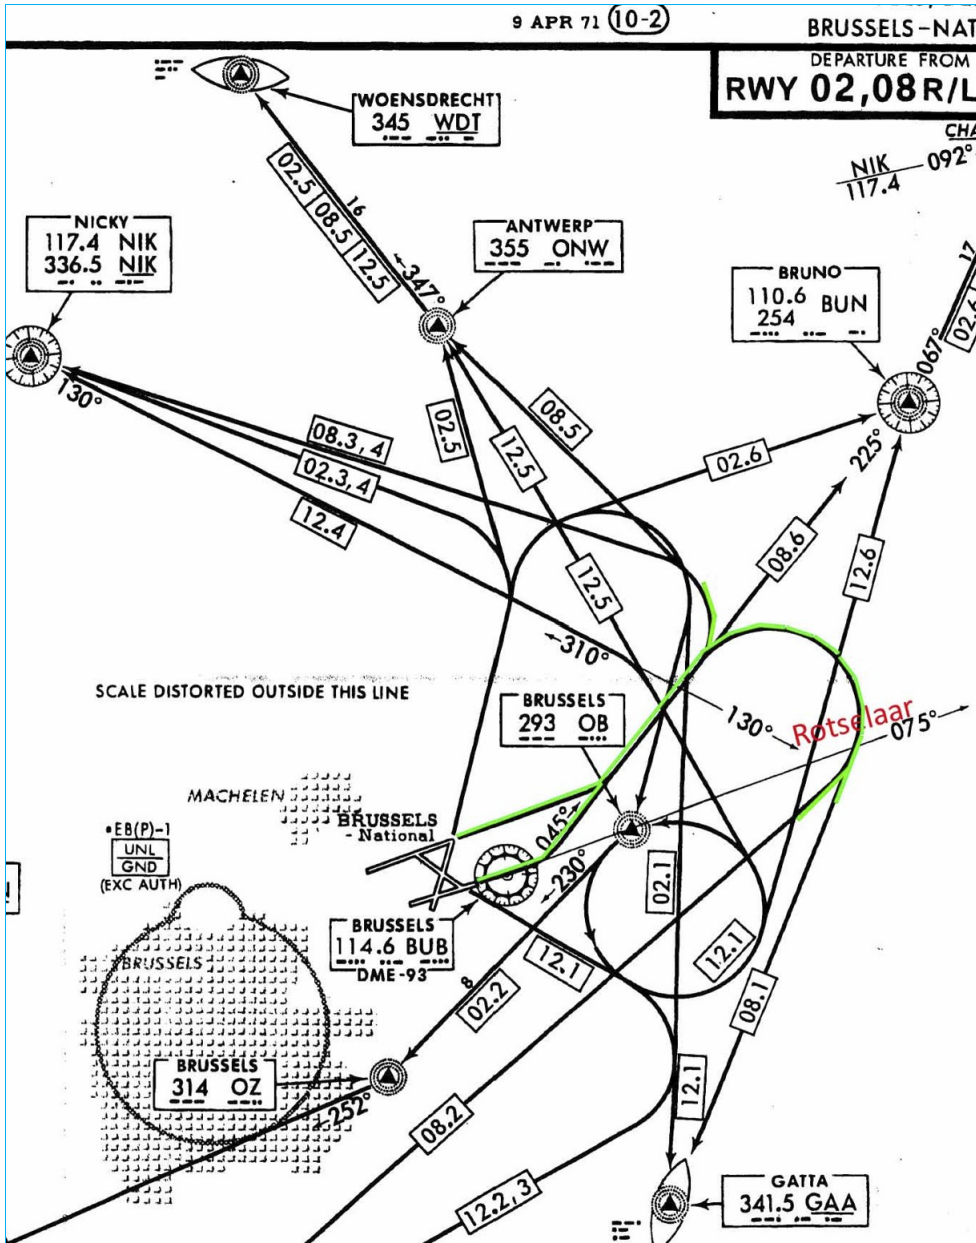 9 APR 71 10-2
BRUSSELS-NAT
DEPARTURE FROM
RWY 02,08R/L
CHA
NIK 092°
117.4
WOENSDRECHT
345 WDT
02.5 08.5 12.5
16
347°
NICKY
117.4 NIK
336.5 NIK
ANTWERP
355 ONW
BRUNO
110.6 BUN
254
17
02.6
067°
130°
08.3, 4
02.3, 4
12.4
02.5
12.5
08.5
02.6
225°
08.6
12.6
12.5
310°
SCALE DISTORTED OUTSIDE THIS LINE
BRUSSELS
293 OB
130°
Rotselaar
075°
MACHELEN
BRUSSELS
- National
045°
230°
EB(P)-1
UNL
GND
(EXC AUTH)
BRUSSELS
114.6 BUB
DME-93
02.1
12.1
12.1
08.1
BRUSSELS
8
02.2
BRUSSELS
314 OZ
252°
08.2
12.1
12.2, 3
GATTA
341.5 GAA